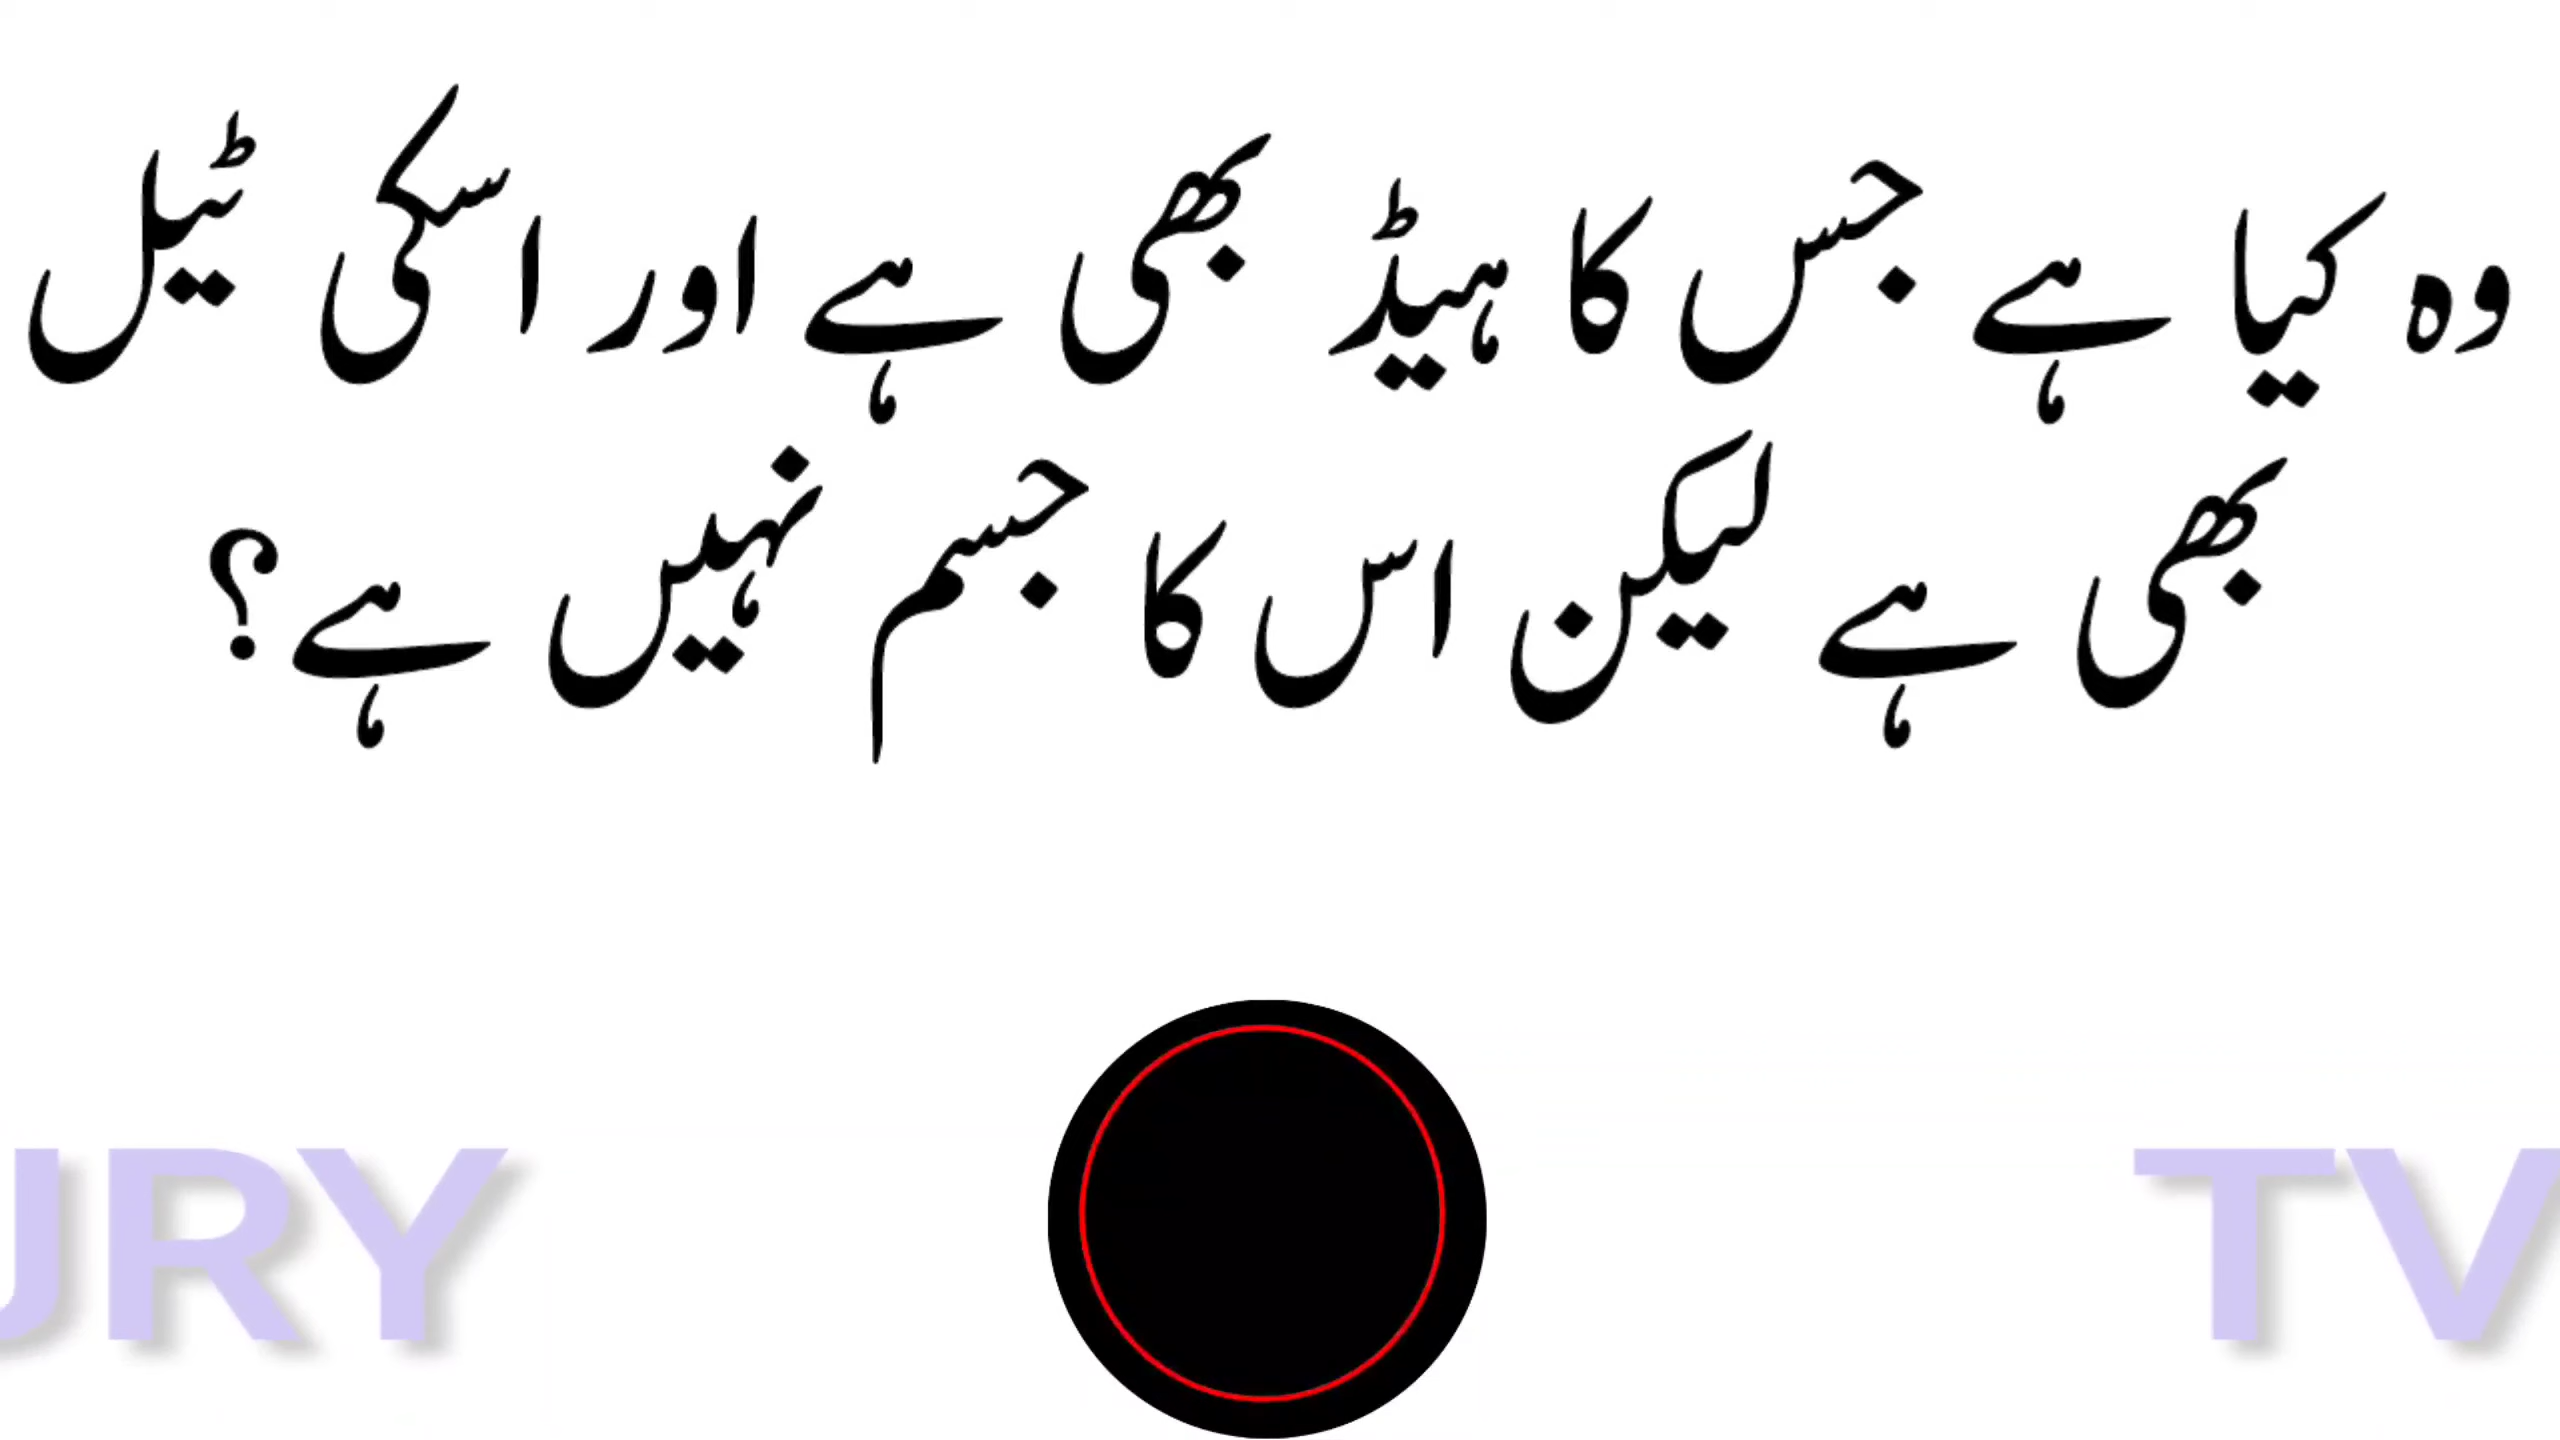 وہ کیا ہے جس کا ہیڈ بھی ہے اور اسکی ٹیل
بھی ہے لیکن اس کا جسم نہیں ہے؟
URY TV